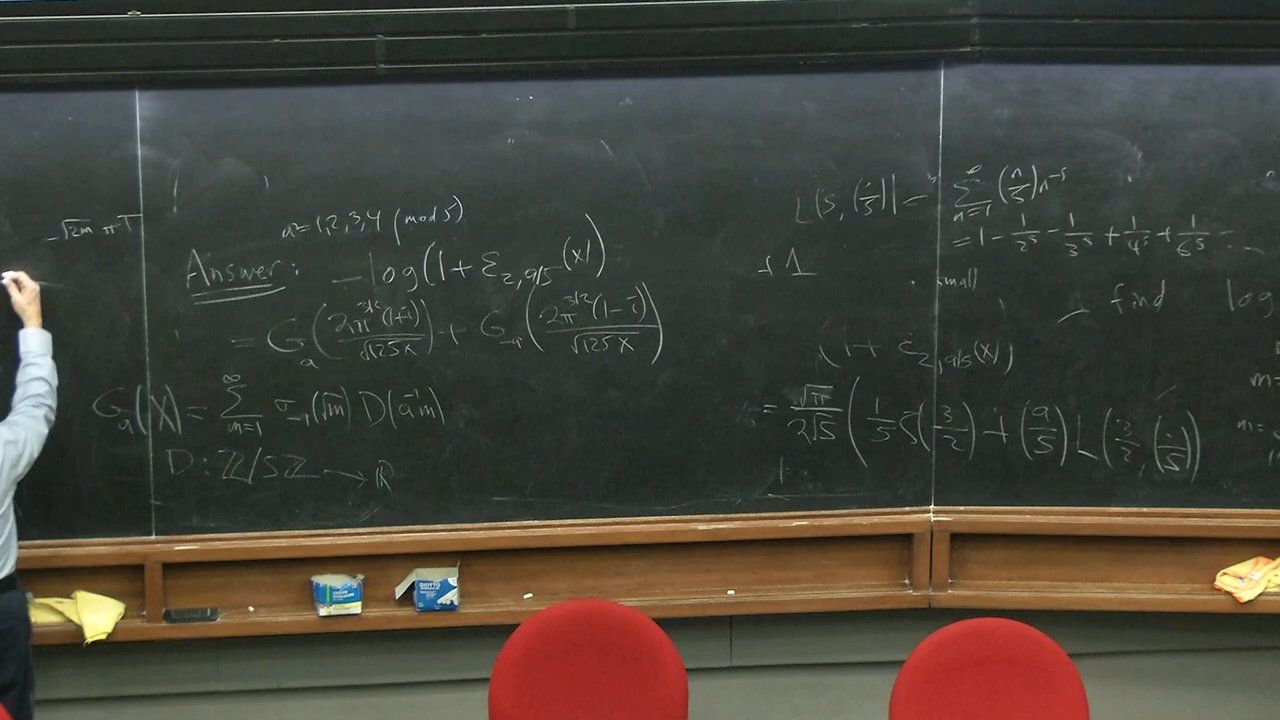 -√2m π T
a = 1,2,3,4 (mod 5)
Answer: -log(1 + ε_{2,a/5}(x))
= G_a(2π^{3/2}(1+i)/√125x) + G_{-a}(2π^{3/2}(1-i)/√125x)
G_a(X) = Σ_{m=1}^{∞} σ_{-1}(√m) D(a^{-1}m)
D: ℤ/5ℤ → ℝ
L(s, (·/5)) = Σ_{n=1}^{∞} (n/5) n^{-s}
= 1 - 1/2^s - 1/3^s + 1/4^s + 1/6^s ...
small
find log
(1 + ε_{2,a/5}(x))
= √π/2√5 (1/5 ζ(3/2) + (a/5) L(3/2, (·/5))
m=
m=